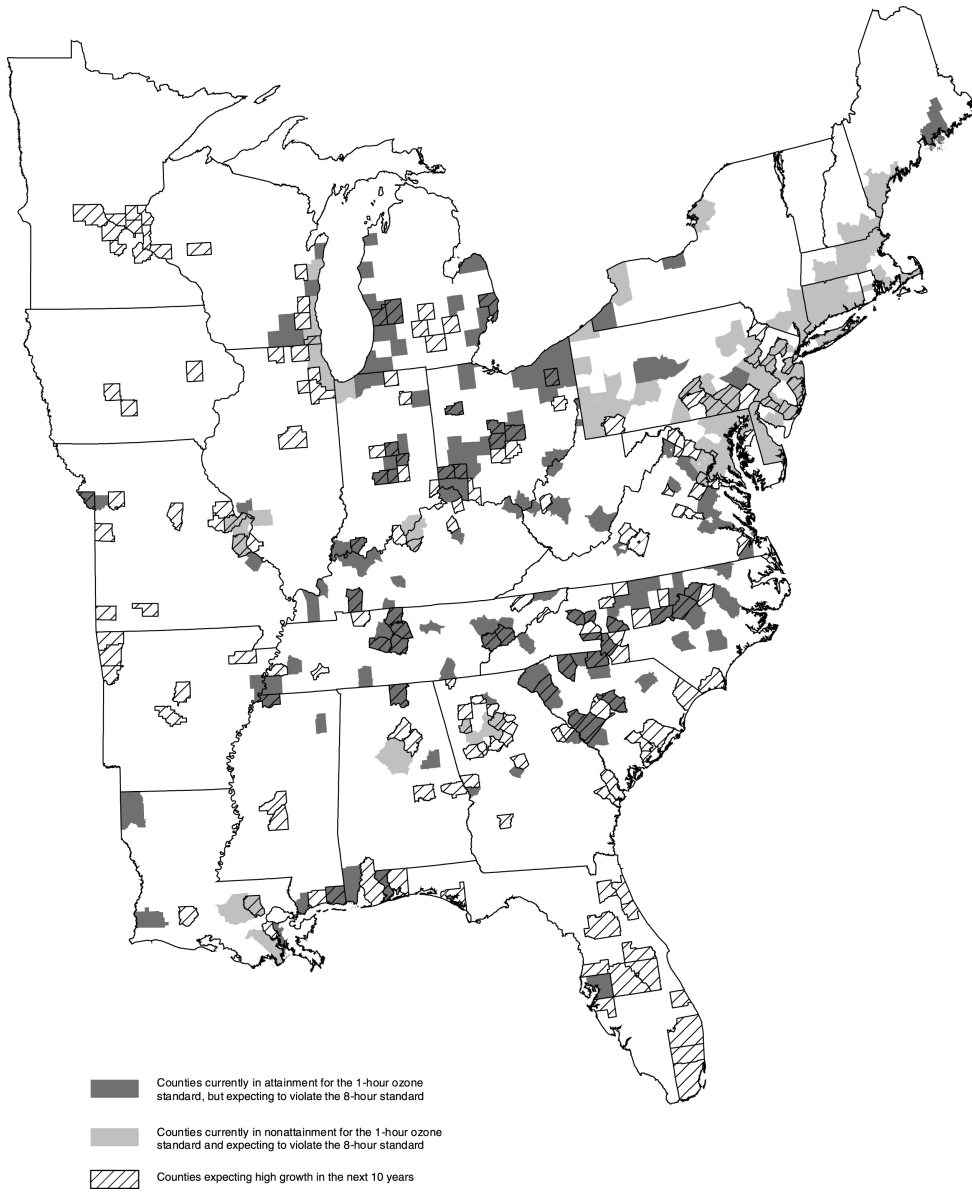 Counties currently in attainment for the 1-hour ozone
standard, but expecting to violate the 8-hour standard
Counties currently in nonattainment for the 1-hour ozone
standard and expecting to violate the 8-hour standard
Counties expecting high growth in the next 10 years